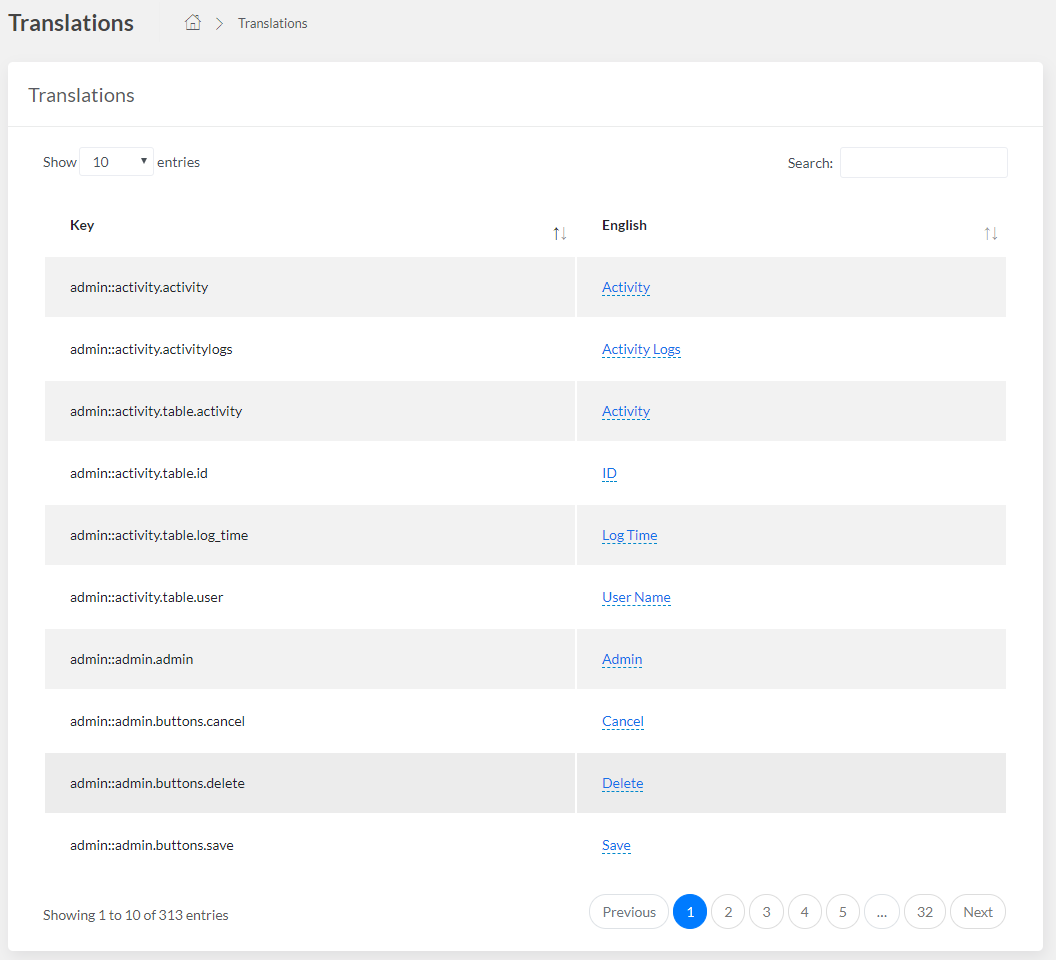 Translations
Translations
Translations
Show 10 entries
Search:
Key English
admin::activity.activity Activity
admin::activity.activitylogs Activity Logs
admin::activity.table.activity Activity
admin::activity.table.id ID
admin::activity.table.log_time Log Time
admin::activity.table.user User Name
admin::admin.admin Admin
admin::admin.buttons.cancel Cancel
admin::admin.buttons.delete Delete
admin::admin.buttons.save Save
Showing 1 to 10 of 313 entries
Previous 1 2 3 4 5 ... 32 Next